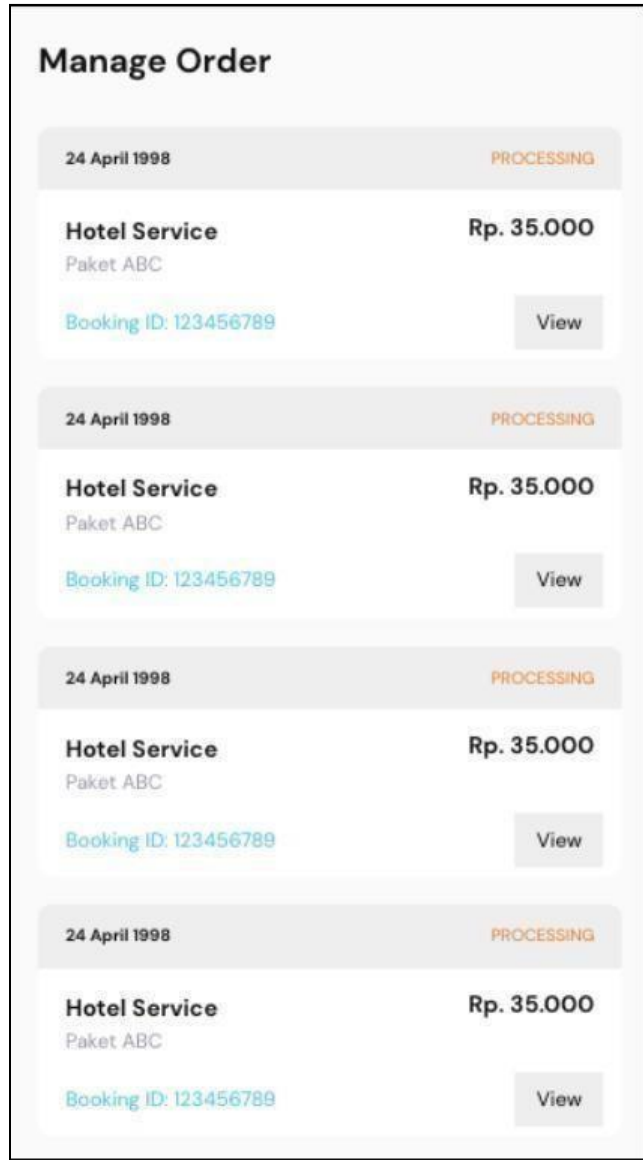 Manage Order
24 April 1998 PROCESSING
Hotel Service Rp. 35.000
Paket ABC
Booking ID: 123456789 View
24 April 1998 PROCESSING
Hotel Service Rp. 35.000
Paket ABC
Booking ID: 123456789 View
24 April 1998 PROCESSING
Hotel Service Rp. 35.000
Paket ABC
Booking ID: 123456789 View
24 April 1998 PROCESSING
Hotel Service Rp. 35.000
Paket ABC
Booking ID: 123456789 View